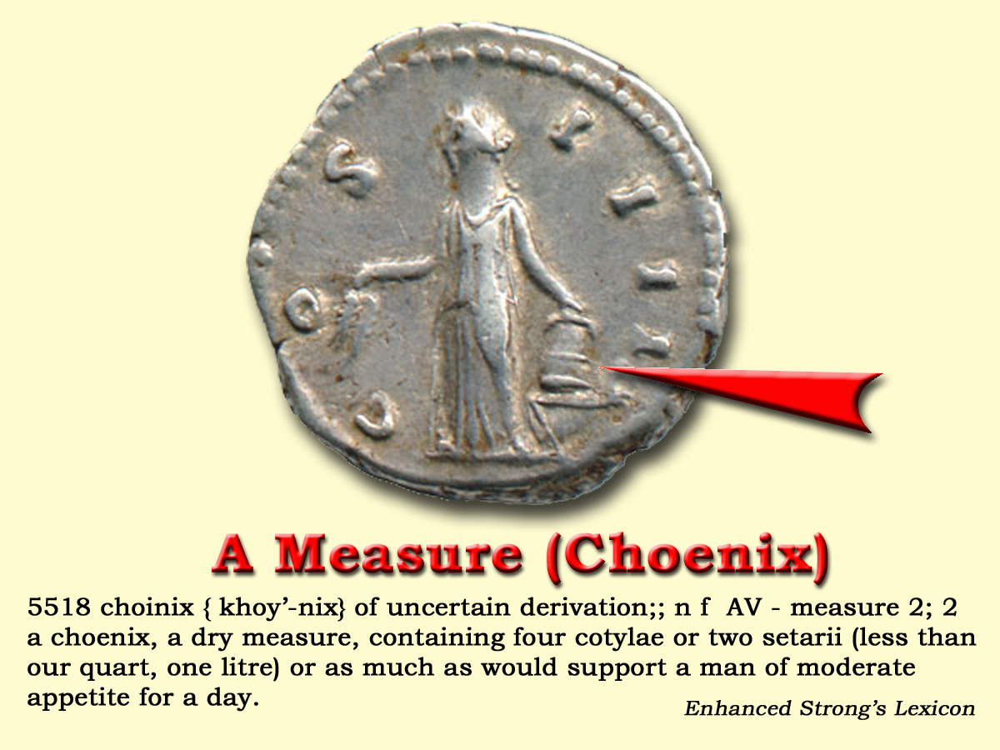 COS IIII
A Measure (Choenix)
5518 choinix { khoy’-nix} of uncertain derivation;; n f  AV - measure 2; 2
a choenix, a dry measure, containing four cotylae or two setarii (less than
our quart, one litre) or as much as would support a man of moderate
appetite for a day.
Enhanced Strong’s Lexicon